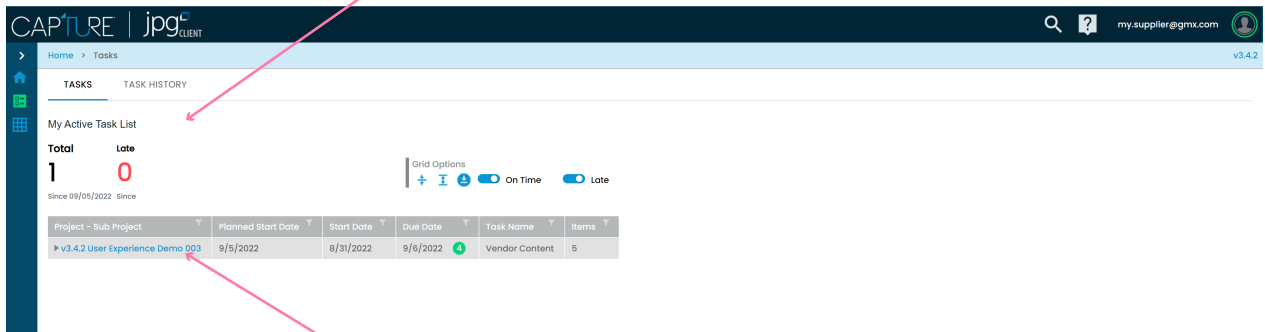 CAPTURE | jpg CLIENT
? my.supplier@gmx.com
Home > Tasks
v3.4.2
TASKS TASK HISTORY
My Active Task List
Total Late
1 0
Since 09/05/2022 Since
Grid Options
On Time Late
Project - Sub Project Planned Start Date Start Date Due Date Task Name Items
v3.4.2 User Experience Demo 003 9/5/2022 8/31/2022 9/6/2022 4 Vendor Content 5